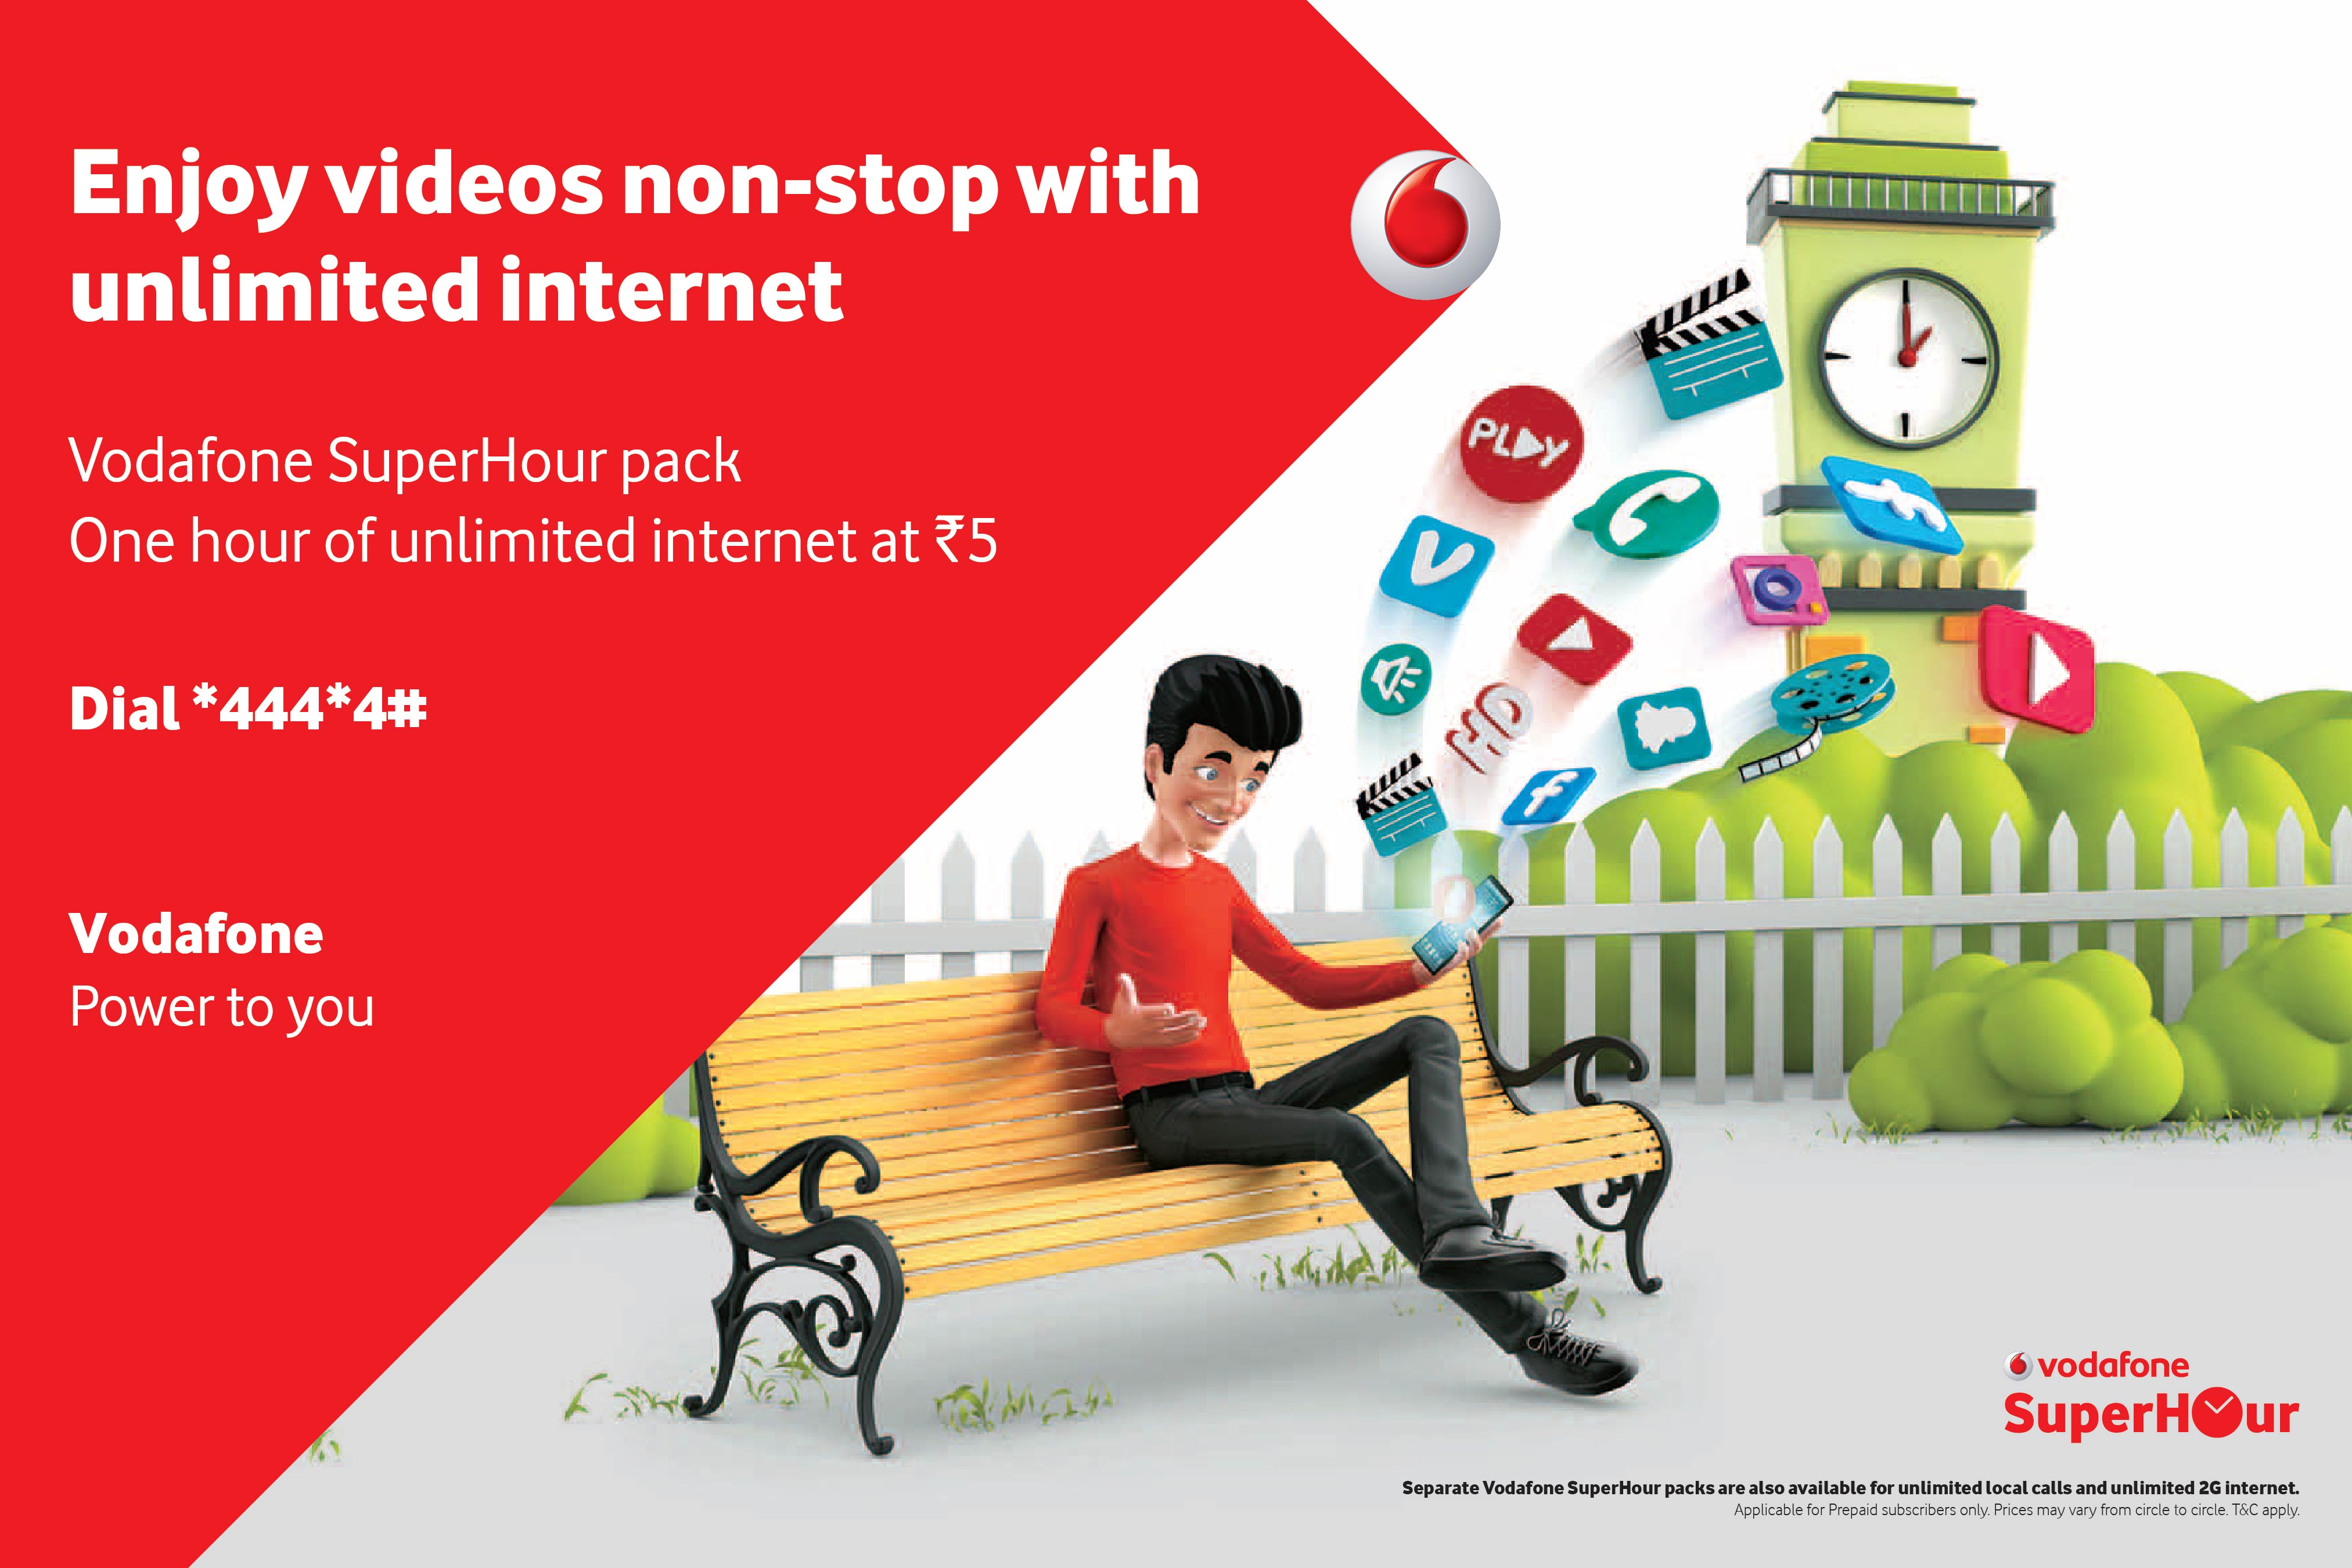 Enjoy videos non-stop with
unlimited internet
Vodafone SuperHour pack
One hour of unlimited internet at ₹5
Dial *444*4#
Vodafone
Power to you
PLAY
HD
vodafone
SuperHour
Separate Vodafone SuperHour packs are also available for unlimited local calls and unlimited 2G internet.
Applicable for Prepaid subscribers only. Prices may vary from circle to circle. T&C apply.